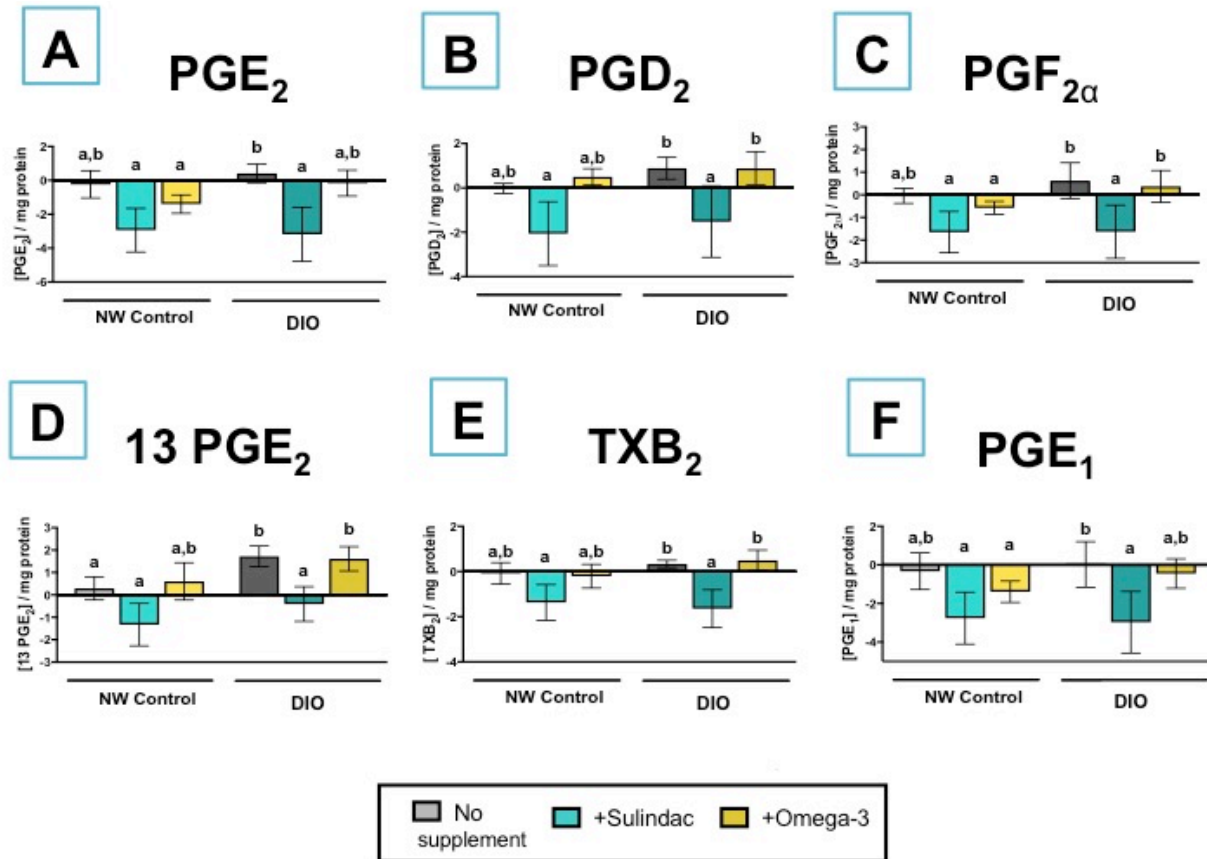 A
PGE2
B
PGD2
C
PGF2α
[PGE2] / mg protein
2
0
-2
-4
-6
a,b
a
a
b
a
a,b
NW Control
DIO
[PGD2] / mg protein
2
0
-2
-4
a,b
a
a,b
b
a
b
NW Control
DIO
[PGF2α] / mg protein
3
2
1
0
-1
-2
-3
a,b
a
a
b
a
b
NW Control
DIO
D
13 PGE2
E
TXB2
F
PGE1
[13 PGE2] / mg protein
3
2
1
0
-1
-2
-3
a
a
a,b
b
a
b
NW Control
DIO
[TXB2] / mg protein
2
0
-2
-4
a,b
a
a,b
b
a
b
NW Control
DIO
[PGE1] / mg protein
2
0
-2
-4
a,b
a
a
b
a
a,b
NW Control
DIO
No supplement
+Sulindac
+Omega-3